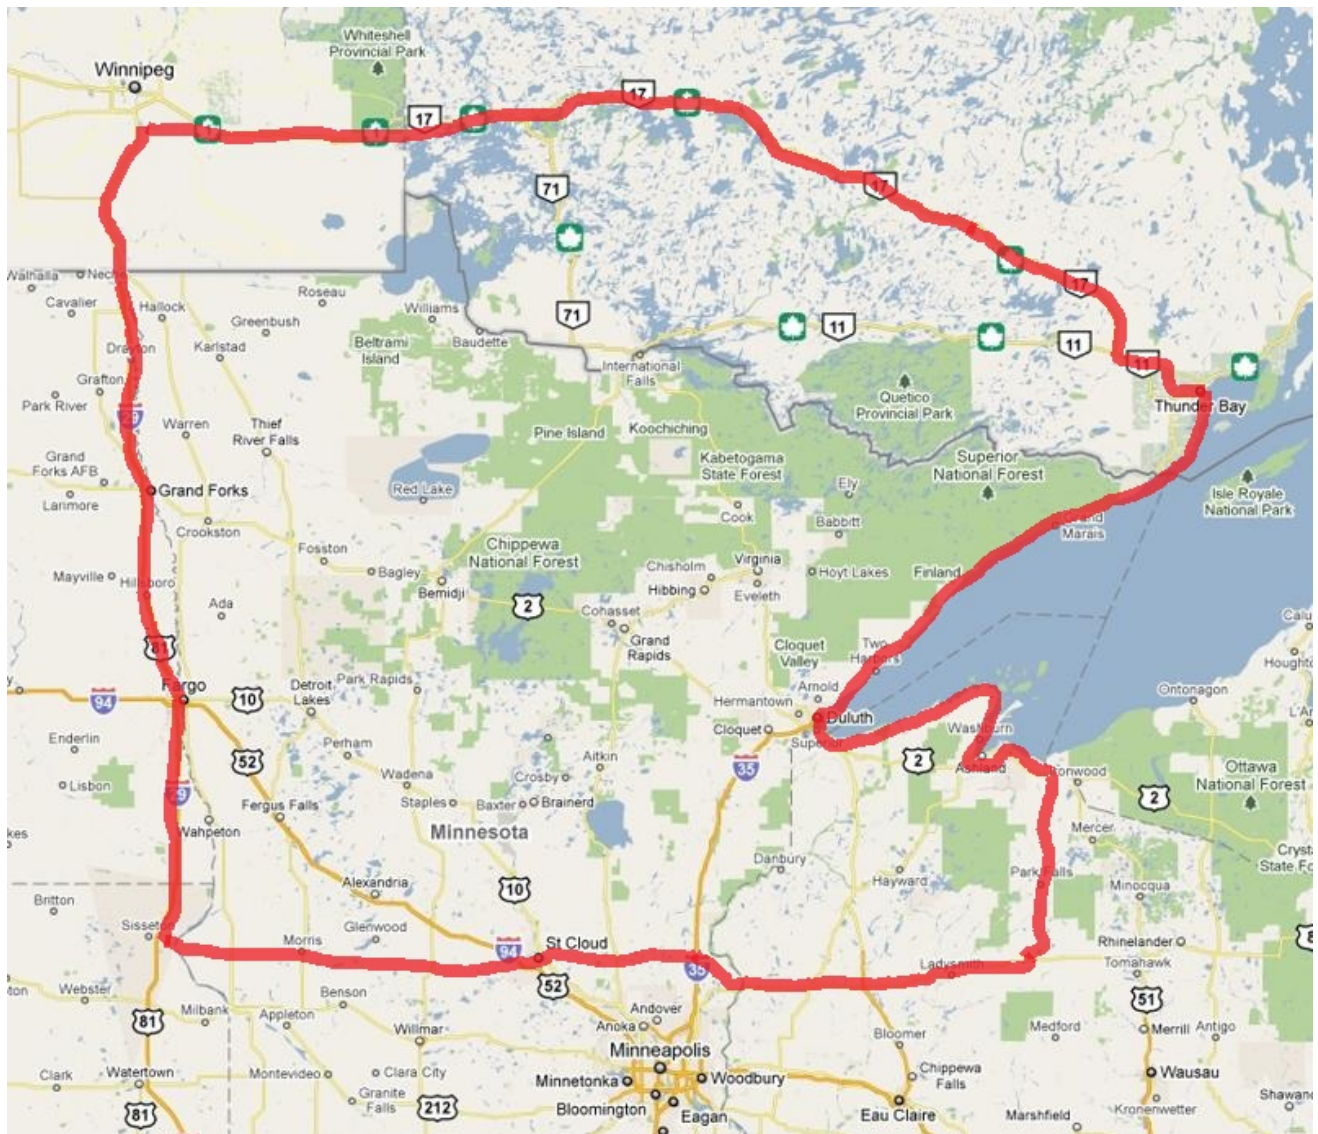 Whiteshell
Provincial Park
Winnipeg
17
17
1
1
71
17
71
11
17
11
11
Thunder Bay
Walhalla
Neche
Cavalier
Hallock
Roseau
Greenbush
Karlstad
Drayton
Williams
Baudette
Beltrami
Island
International
Falls
Quetico
Provincial Park
Grafton
Park River
Warren
Thief
River Falls
Pine Island
Koochiching
Kabetogama
State Forest
Superior
National Forest
Isle Royale
National Park
Grand
Forks AFB
Grand Forks
Larimore
Crookston
Red Lake
Ely
Cook
Babbitt
Grand
Marais
Fosston
Bagley
Bemidji
Chippewa
National Forest
Chisholm
Hibbing
Virginia
Eveleth
Hoyt Lakes
Finland
Mayville
Hillsboro
Ada
2
Cohasset
Grand
Rapids
81
Fargo
94
10
Detroit
Lakes
Park Rapids
Cloquet
Valley
Two
Harbors
Arnold
Hermantown
Duluth
Cloquet
Superior
Washburn
Ashland
Ironwood
Ontonagon
2
2
Ottawa
National Forest
Enderlin
Lisbon
52
Perham
Wadena
Staples
Aitkin
Crosby
Baxter
Brainerd
35
Fergus Falls
Wahpeton
Minnesota
Mercer
Danbury
Hayward
Park Falls
Minocqua
Alexandria
10
Britton
Sisseton
Morris
Glenwood
94
St Cloud
52
35
Ladysmith
Rhinelander
Tomahawk
8
Webster
Milbank
Appleton
Benson
Willmar
Andover
Anoka
51
81
Bloomer
Medford
Merrill
Antigo
Minneapolis
Clark
Watertown
Montevideo
Clara City
Granite
Falls
212
Minnetonka
Woodbury
Bloomington
Eagan
Chippewa
Falls
Eau Claire
Wausau
Kronenwetter
Marshfield
81